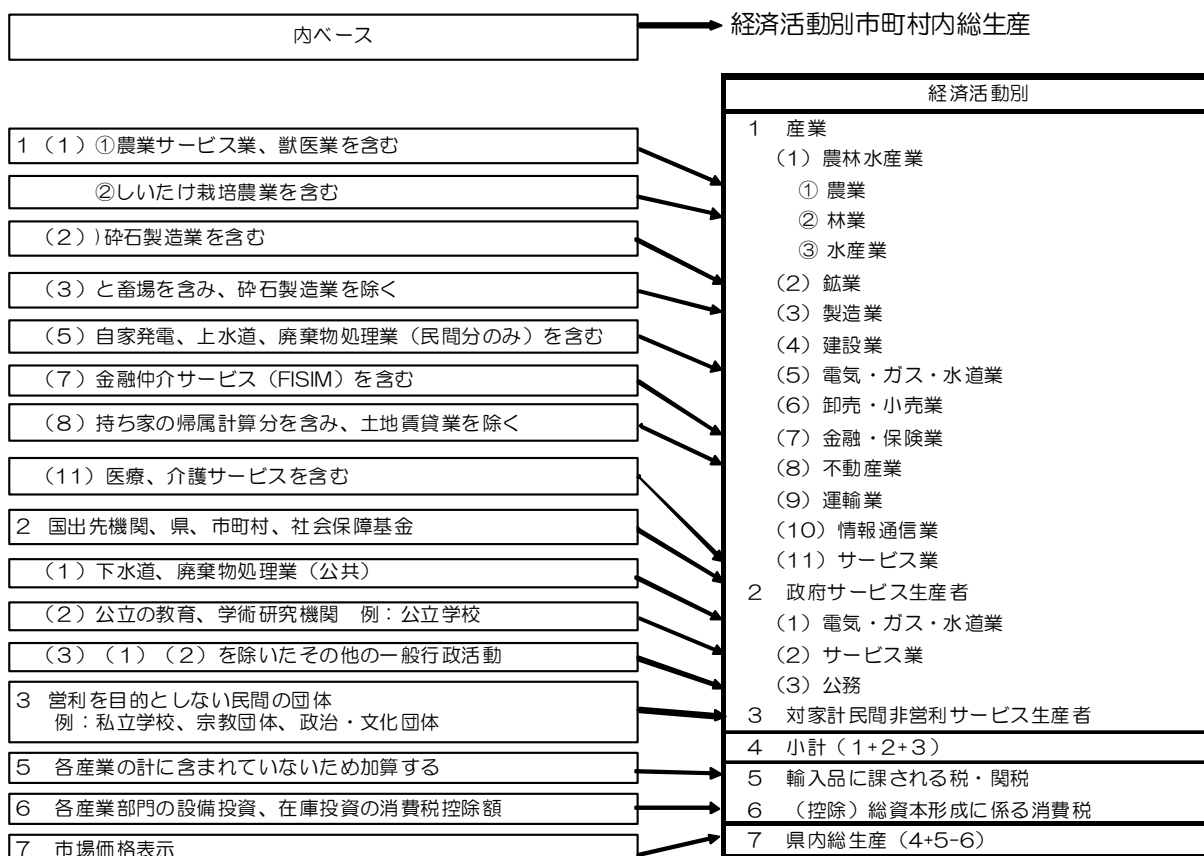 内ベース
経済活動別市町村内総生産
1 (1) ①農業サービス業、獣医業を含む
②しいたけ栽培農業を含む
(2))砕石製造業を含む
(3)と畜場を含み、砕石製造業を除く
(5)自家発電、上水道、廃棄物処理業(民間分のみ)を含む
(7)金融仲介サービス(FISIM)を含む
(8)持ち家の帰属計算分を含み、土地賃貸業を除く
(11)医療、介護サービスを含む
2 国出先機関、県、市町村、社会保障基金
(1)下水道、廃棄物処理業(公共)
(2)公立の教育、学術研究機関 例:公立学校
(3)(1)(2)を除いたその他の一般行政活動
3 営利を目的としない民間の団体
例:私立学校、宗教団体、政治・文化団体
5 各産業の計に含まれていないため加算する
6 各産業部門の設備投資、在庫投資の消費税控除額
7 市場価格表示
経済活動別
1 産業
(1)農林水産業
① 農業
② 林業
③ 水産業
(2)鉱業
(3)製造業
(4)建設業
(5)電気・ガス・水道業
(6)卸売・小売業
(7)金融・保険業
(8)不動産業
(9)運輸業
(10)情報通信業
(11)サービス業
2 政府サービス生産者
(1)電気・ガス・水道業
(2)サービス業
(3)公務
3 対家計民間非営利サービス生産者
4 小計(1+2+3)
5 輸入品に課される税・関税
6 (控除)総資本形成に係る消費税
7 県内総生産(4+5-6)